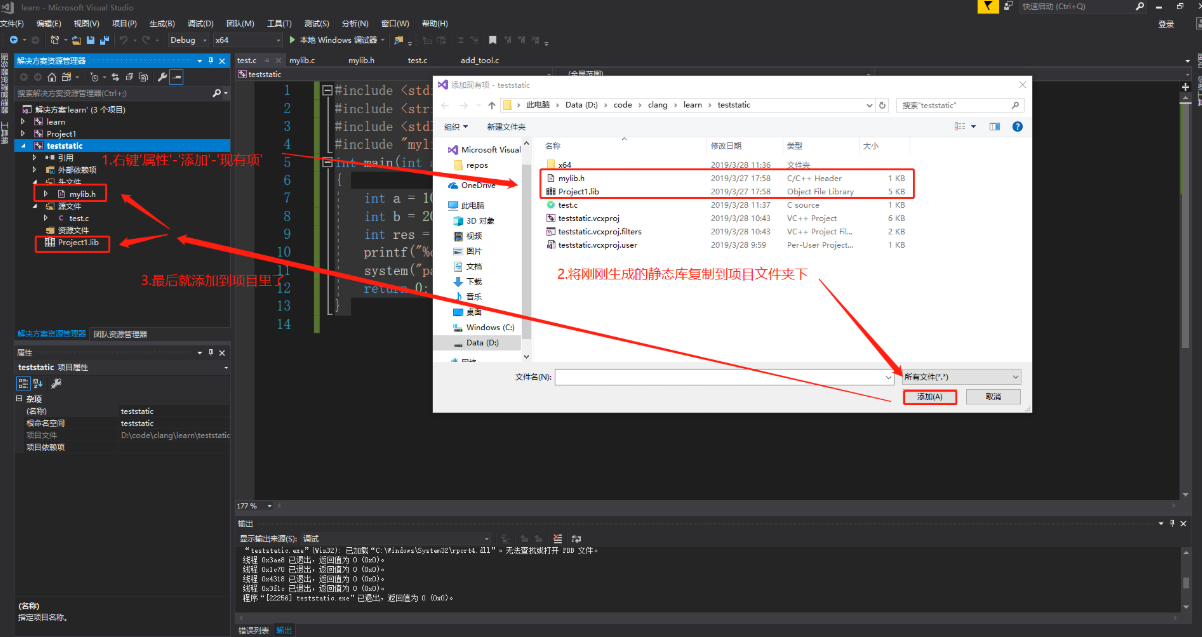 learn - Microsoft Visual Studio
快速启动 (Ctrl+Q)
文件(F) 编辑(E) 视图(V) 项目(P) 生成(B) 调试(D) 团队(M) 工具(T) 测试(S) 分析(N) 窗口(W) 帮助(H)
登录
Debug x64 本地 Windows 调试器
解决方案资源管理器
搜索解决方案资源管理器(Ctrl+;)
解决方案'learn' (3 个项目)
learn
Project1
teststatic
引用
外部依赖项
头文件
mylib.h
源文件
test.c
资源文件
Project1.lib
解决方案资源管理器 团队资源管理器
属性
teststatic 项目属性
杂项
(名称) teststatic
根命名空间 teststatic
项目文件 D:\code\clang\learn\teststatic
项目依赖项
(名称)
指定项目名称。
test.c mylib.c mylib.h test.c add_tool.c
teststatic
(全局范围)
1 #include <stdi
2 #include <stri
3 #include <stdl
4 #include "myli
5 int main(int a
6 {
7 int a = 10
8 int b = 20
9 int res =
10 printf("%d
11 system("pa
12 return 0;
13 }
14
1.右键'属性'-'添加'-'现有项'
2.将刚刚生成的静态库复制到项目文件夹下
3.最后就添加到项目里了
添加现有项 - teststatic
此电脑 > Data (D:) > code > clang > learn > teststatic
搜索"teststatic"
组织 新建文件夹
Microsoft Visual
repos
OneDrive
此电脑
3D 对象
视频
图片
文档
下载
音乐
桌面
Windows (C:)
Data (D:)
网络
名称 修改日期 类型 大小
x64 2019/3/28 11:36 文件夹
mylib.h 2019/3/27 17:58 C/C++ Header 1 KB
Project1.lib 2019/3/27 17:58 Object File Library 5 KB
test.c 2019/3/28 11:37 C source 1 KB
teststatic.vcxproj 2019/3/28 10:43 VC++ Project 6 KB
teststatic.vcxproj.filters 2019/3/28 10:43 VC++ Project Fil... 2 KB
teststatic.vcxproj.user 2019/3/28 9:59 Per-User Project... 1 KB
文件名(N):
所有文件(*.*)
添加(A) 取消
177 %
输出
显示输出来源(S): 调试
“teststatic.exe”(Win32): 已加载“C:\Windows\System32\rpcrt4.dll”。无法查找或打开 PDB 文件。
线程 0x3ae8 已退出，返回值为 0 (0x0)。
线程 0x1c70 已退出，返回值为 0 (0x0)。
线程 0x4318 已退出，返回值为 0 (0x0)。
线程 0x3f1c 已退出，返回值为 0 (0x0)。
程序“[22256] teststatic.exe”已退出，返回值为 0 (0x0)。
错误列表 输出